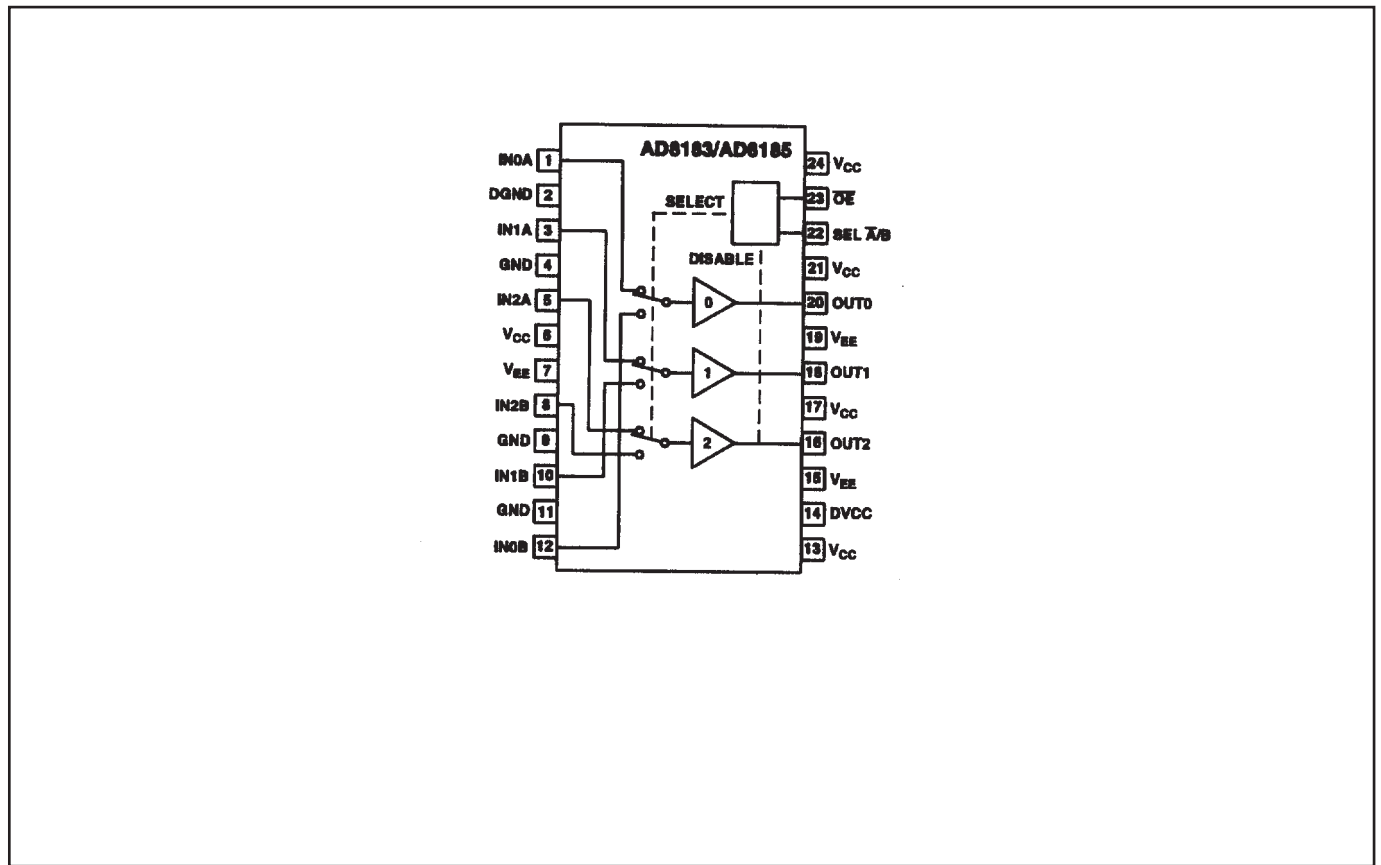 AD8183/AD8185
IN0A 1
DGND 2
IN1A 3
GND 4
IN2A 5
VCC 6
VEE 7
IN2B 8
GND 9
IN1B 10
GND 11
IN0B 12
SELECT
DISABLE
0
1
2
24 VCC
23 O̅E̅
22 SEL A̅/B
21 VCC
20 OUT0
19 VEE
18 OUT1
17 VCC
16 OUT2
15 VEE
14 DVCC
13 VCC